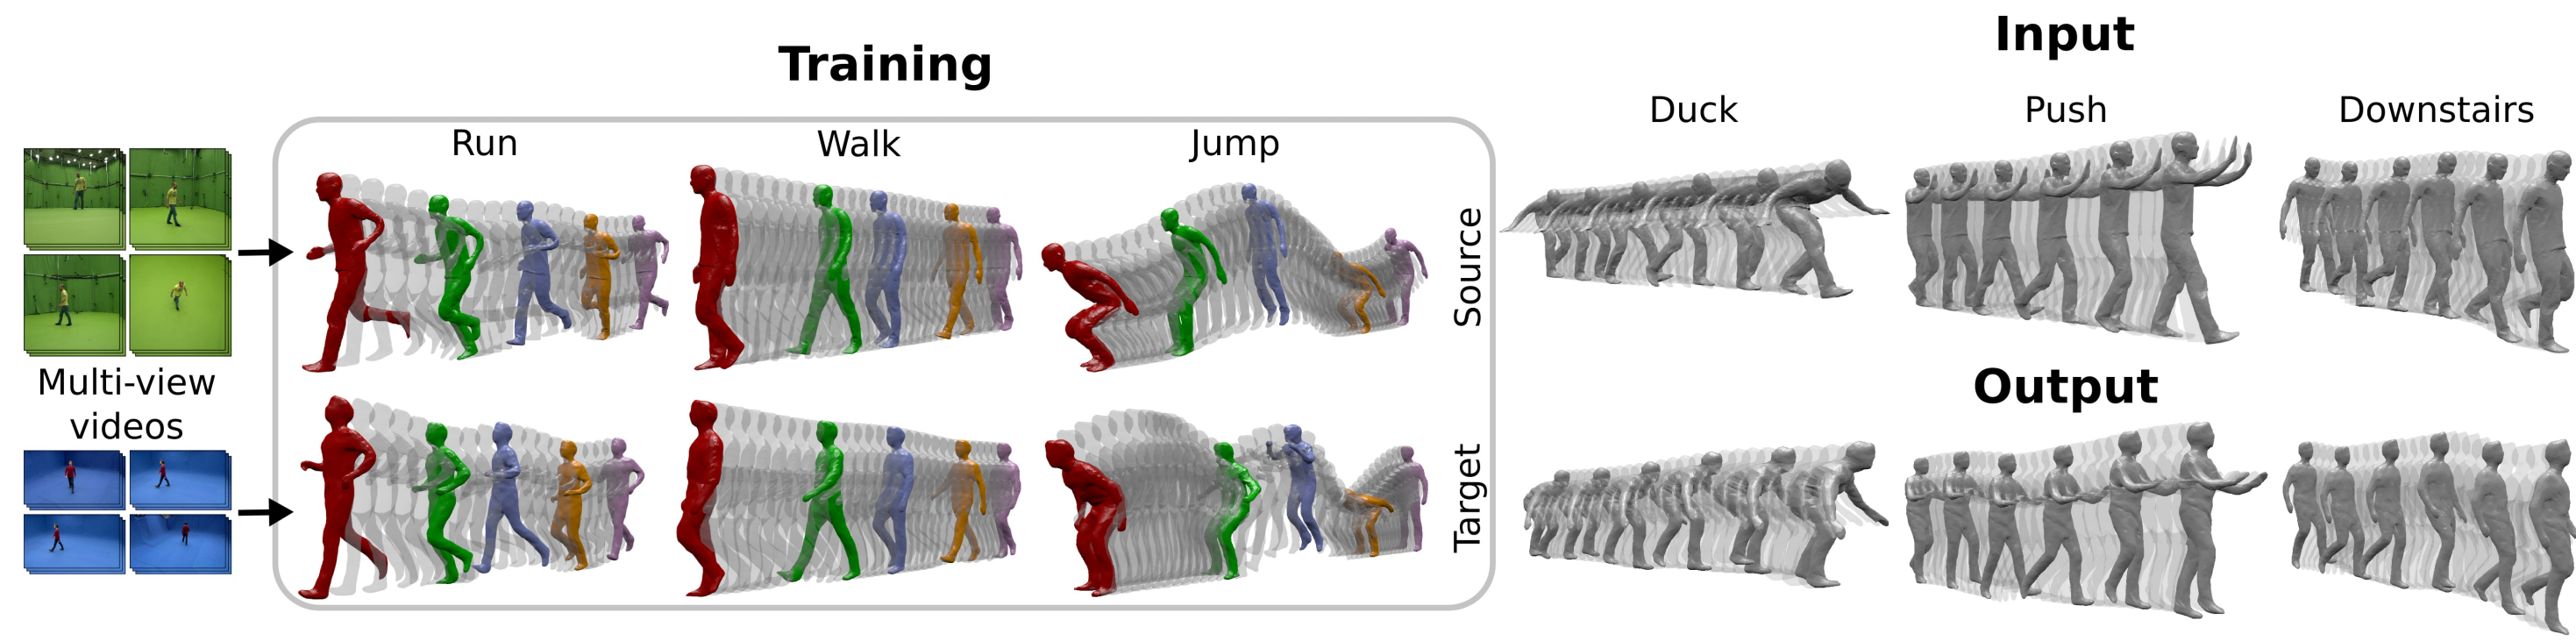 Training
Input
Run
Walk
Jump
Duck
Push
Downstairs
Source
Multi-view
videos
Output
Target